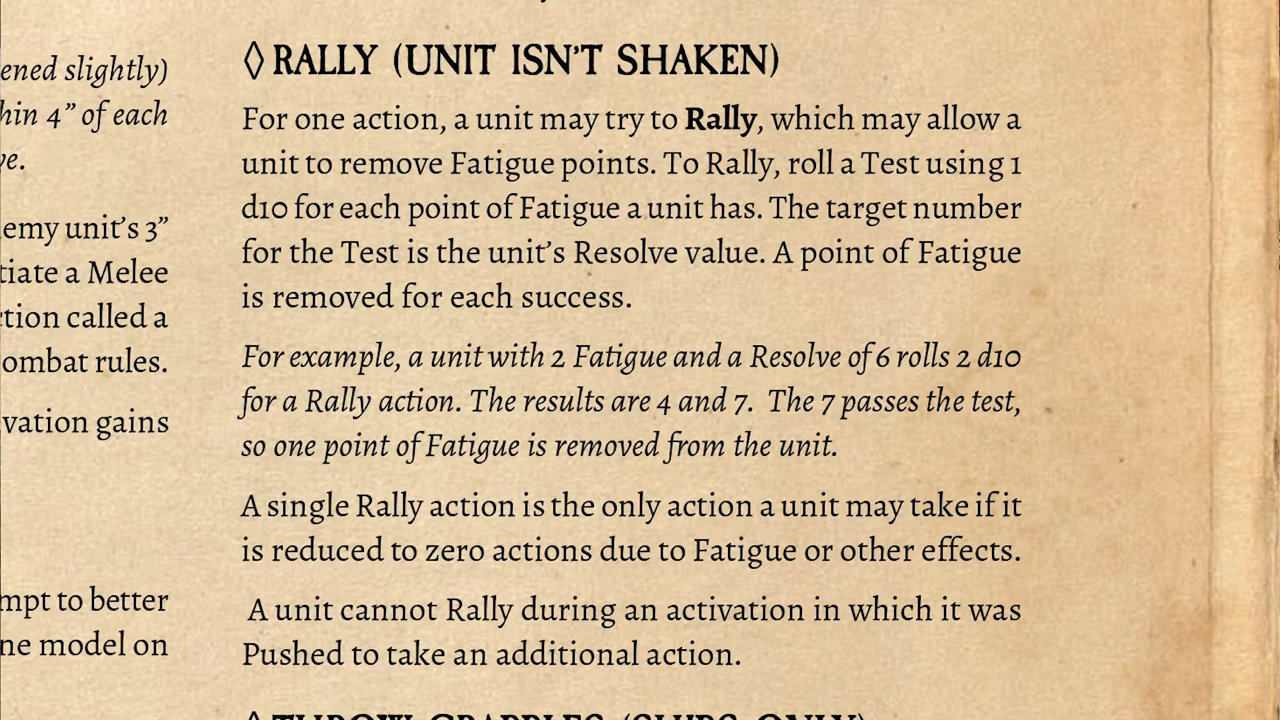 ened slightly)
hin 4” of each
ve.
emy unit’s 3”
tiate a Melee
ction called a
ombat rules.
vation gains
mpt to better
ne model on
◊ RALLY (UNIT ISN’T SHAKEN)
For one action, a unit may try to Rally, which may allow a
unit to remove Fatigue points. To Rally, roll a Test using 1
d10 for each point of Fatigue a unit has. The target number
for the Test is the unit’s Resolve value. A point of Fatigue
is removed for each success.
For example, a unit with 2 Fatigue and a Resolve of 6 rolls 2 d10
for a Rally action. The results are 4 and 7. The 7 passes the test,
so one point of Fatigue is removed from the unit.
A single Rally action is the only action a unit may take if it
is reduced to zero actions due to Fatigue or other effects.
A unit cannot Rally during an activation in which it was
Pushed to take an additional action.
◊ THROW GRAPPLES (SHIPS ONLY)